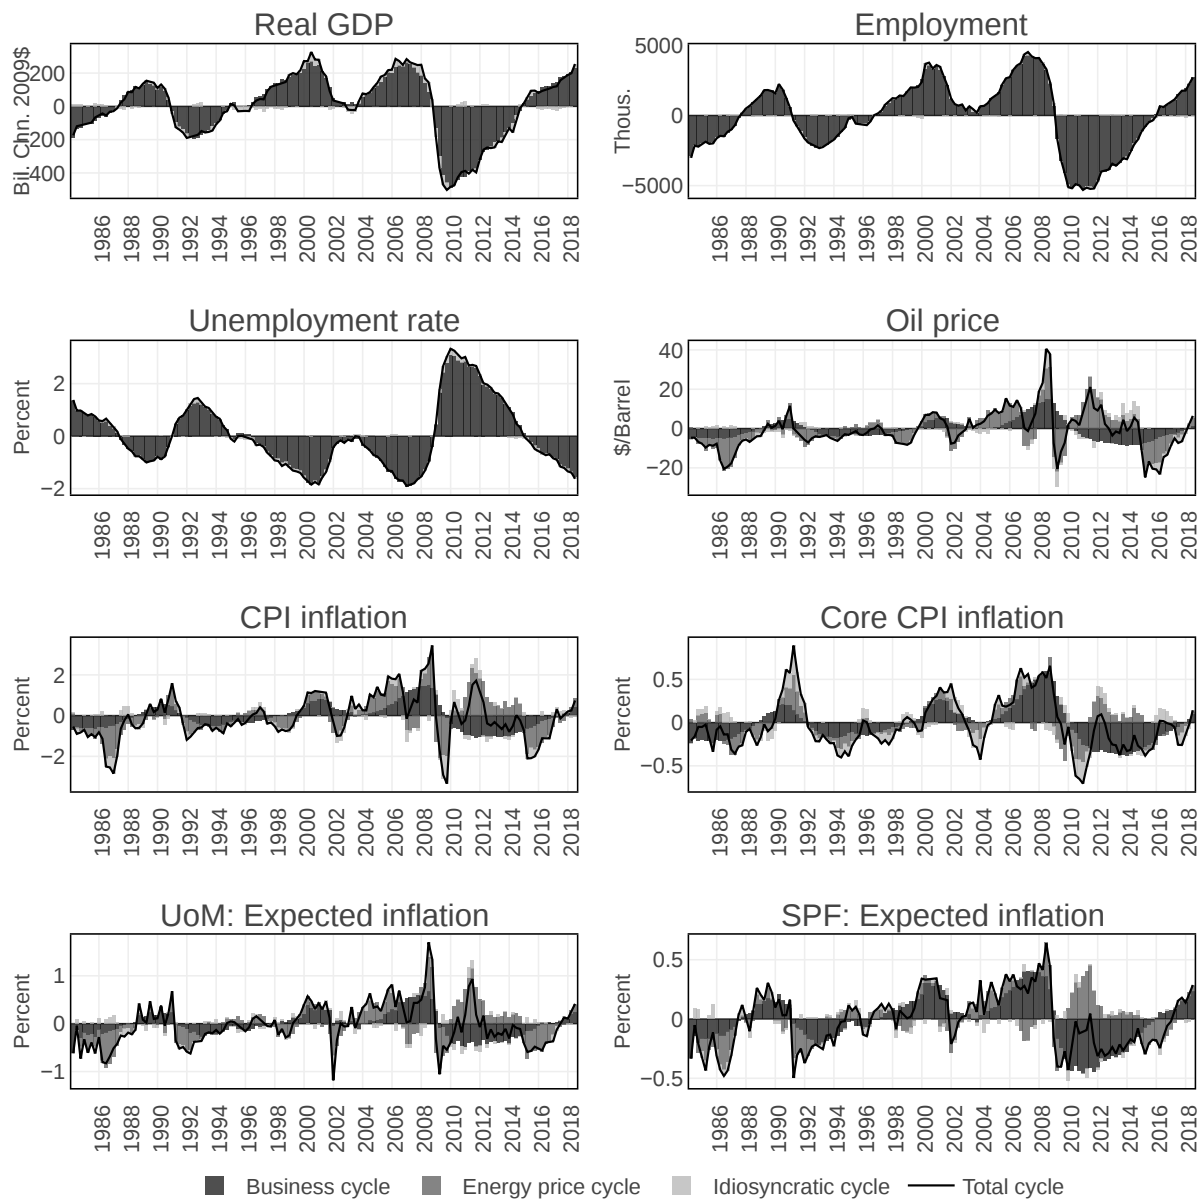 Real GDP
Bil. Chn. 2009$
200
0
−200
−400
1986 1988 1990 1992 1994 1996 1998 2000 2002 2004 2006 2008 2010 2012 2014 2016 2018
Employment
Thous.
5000
0
−5000
1986 1988 1990 1992 1994 1996 1998 2000 2002 2004 2006 2008 2010 2012 2014 2016 2018
Unemployment rate
Percent
2
0
−2
1986 1988 1990 1992 1994 1996 1998 2000 2002 2004 2006 2008 2010 2012 2014 2016 2018
Oil price
$/Barrel
40
20
0
−20
1986 1988 1990 1992 1994 1996 1998 2000 2002 2004 2006 2008 2010 2012 2014 2016 2018
CPI inflation
Percent
2
0
−2
1986 1988 1990 1992 1994 1996 1998 2000 2002 2004 2006 2008 2010 2012 2014 2016 2018
Core CPI inflation
Percent
0.5
0
−0.5
1986 1988 1990 1992 1994 1996 1998 2000 2002 2004 2006 2008 2010 2012 2014 2016 2018
UoM: Expected inflation
Percent
1
0
−1
1986 1988 1990 1992 1994 1996 1998 2000 2002 2004 2006 2008 2010 2012 2014 2016 2018
SPF: Expected inflation
Percent
0.5
0
−0.5
1986 1988 1990 1992 1994 1996 1998 2000 2002 2004 2006 2008 2010 2012 2014 2016 2018
Business cycle Energy price cycle Idiosyncratic cycle Total cycle